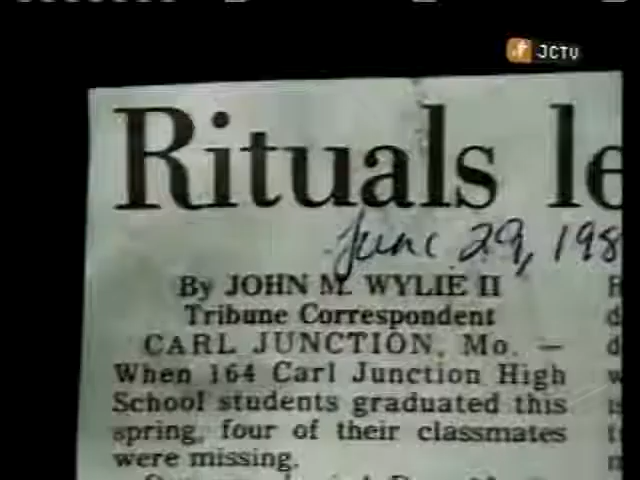 JCTV
Rituals le
June 29, 198
By JOHN M. WYLIE II
Tribune Correspondent
CARL JUNCTION, Mo. —
When 164 Carl Junction High
School students graduated this
spring, four of their classmates
were missing.